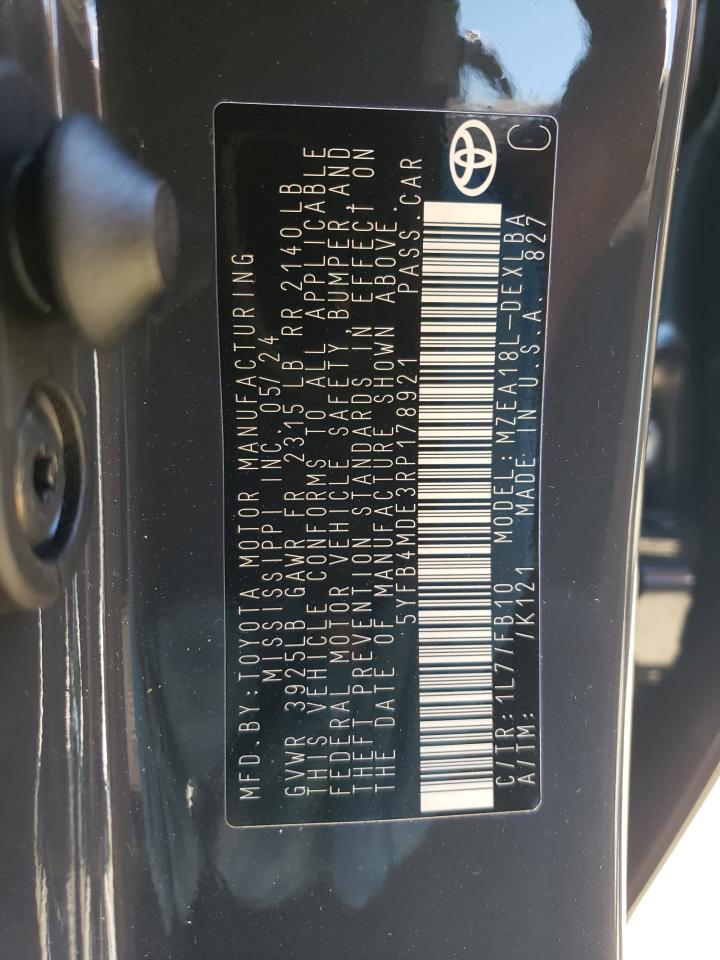 MFD.BY:TOYOTA MOTOR MANUFACTURING
MISSISSIPPI INC. 05/24
GVWR 3925LB GAWR FR 2315 LB RR 2140LB
THIS VEHICLE CONFORMS TO ALL APPLICABLE
FEDERAL MOTOR VEHICLE SAFETY,BUMPER,AND
THEFT PREVENTION STANDARDS IN EFFECT ON
THE DATE OF MANUFACTURE SHOWN ABOVE.
5YFB4MDE3RP178921 PASS.CAR
C/TR:1L7/FB10 MODEL:MZEA18L-DEXLBA
A/TM: /K121 MADE IN U.S.A. 827
C